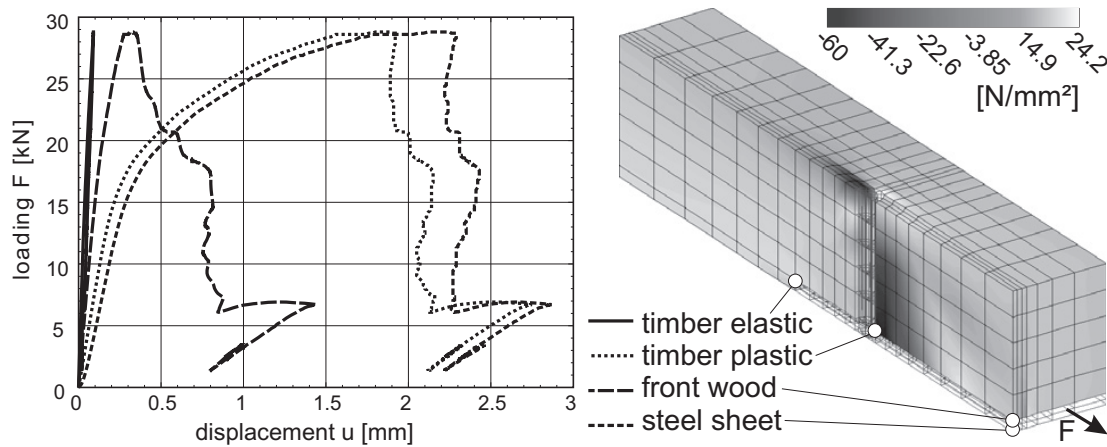 loading F [kN]
30
25
20
15
10
5
0
0
0.5
1
1.5
2
2.5
3
displacement u [mm]
-60
-41.3
-22.6
-3.85
14.9
24.2
[N/mm²]
timber elastic
timber plastic
front wood
steel sheet
F